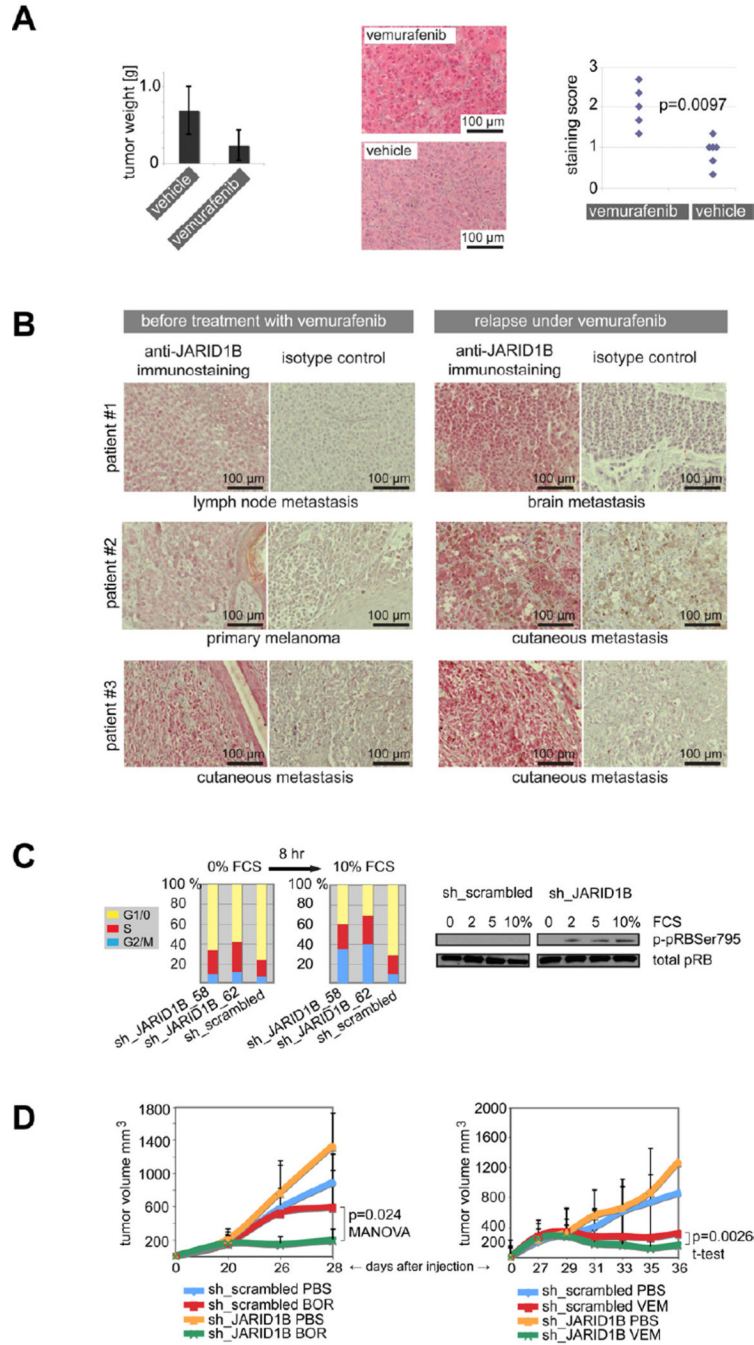 A
tumor weight [g]
1.0
0
vehicle
vemurafenib
vemurafenib
100 µm
vehicle
100 µm
staining score
3
2
1
0
p=0.0097
vemurafenib
vehicle
B
before treatment with vemurafenib
relapse under vemurafenib
anti-JARID1B
immunostaining
isotype control
anti-JARID1B
immunostaining
isotype control
patient #1
100 µm
100 µm
100 µm
100 µm
lymph node metastasis
brain metastasis
patient #2
100 µm
100 µm
100 µm
100 µm
primary melanoma
cutaneous metastasis
patient #3
100 µm
100 µm
100 µm
100 µm
cutaneous metastasis
cutaneous metastasis
C
8 hr
0% FCS
10% FCS
G1/0
S
G2/M
100 %
80
60
40
20
sh_JARID1B_58
sh_JARID1B_62
sh_scrambled
100 %
80
60
40
20
sh_JARID1B_58
sh_JARID1B_62
sh_scrambled
sh_scrambled
sh_JARID1B
0 2 5 10%
0 2 5 10%
FCS
p-pRBSer795
total pRB
D
tumor volume mm3
1800
1400
1000
600
200
0 20 26 28
p=0.024
MANOVA
← days after injection →
sh_scrambled PBS
sh_scrambled BOR
sh_JARID1B PBS
sh_JARID1B BOR
tumor volume mm3
2000
1600
1200
800
400
200
0 27 29 31 33 35 36
p=0.0026
t-test
sh_scrambled PBS
sh_scrambled VEM
sh_JARID1B PBS
sh_JARID1B VEM